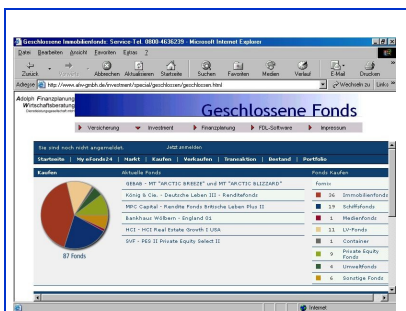 Geschlossene Immobilienfonds: Service Tel. 0800-4636239 - Microsoft Internet Explorer
Datei Bearbeiten Ansicht Favoriten Extras ?
Zurück Vorwärts Abbrechen Aktualisieren Startseite Suchen Favoriten Medien Verlauf E-Mail Drucken
Adresse http://www.afw-gmbh.de/investment/special/geschlossen/geschlossen.html Wechseln zu Links »
Adolph Finanzplanung
Wirtschaftsberatung
Geschlossene Fonds
Versicherung Investment Finanzplanung FDL-Software Impressum
Sie sind noch nicht angemeldet. Jetzt anmelden
Startseite | My eFonds24 | Markt | Kaufen | Verkaufen | Transaktion | Bestand | Portfolio
Kaufen Aktuelle Fonds Fonds Kaufen
GEBAB - MT "ARCTIC BREEZE" und MT "ARCTIC BLIZZARD"
König & Cie. - Deutsche Leben III - Renditefonds
MPC Capital - Rendite Fonds Britische Leben Plus II
Bankhaus Wölbern - England 01
HCI - HCI Real Estate Growth I USA
SVF - PES II Private Equity Select II
87 Fonds
36 Immobilienfonds
19 Schiffsfonds
1 Medienfonds
11 LV-Fonds
1 Container
9 Private Equity Fonds
4 Umweltfonds
6 Sonstige Fonds
Internet